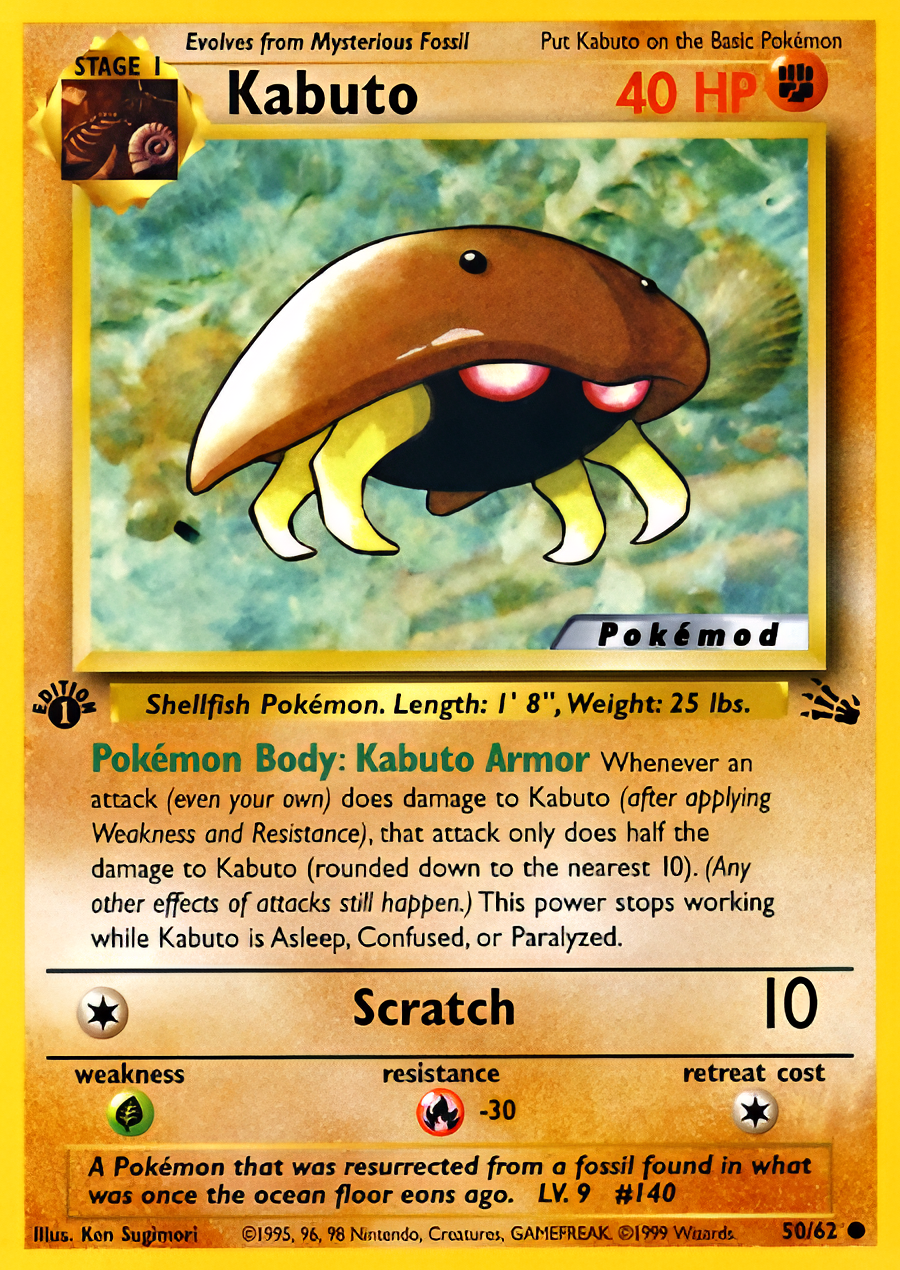 Evolves from Mysterious Fossil
Put Kabuto on the Basic Pokémon
STAGE 1
Kabuto
40 HP
Pokémod
EDITION
1
Shellfish Pokémon. Length: 1' 8", Weight: 25 lbs.
Pokémon Body: Kabuto Armor Whenever an
attack (even your own) does damage to Kabuto (after applying
Weakness and Resistance), that attack only does half the
damage to Kabuto (rounded down to the nearest 10). (Any
other effects of attacks still happen.) This power stops working
while Kabuto is Asleep, Confused, or Paralyzed.
Scratch
10
weakness
resistance
retreat cost
-30
A Pokémon that was resurrected from a fossil found in what
was once the ocean floor eons ago. LV. 9 #140
Illus. Ken Sugimori
©1995, 96, 98 Nintendo, Creatures, GAMEFREAK. ©1999 Wizards.
50/62